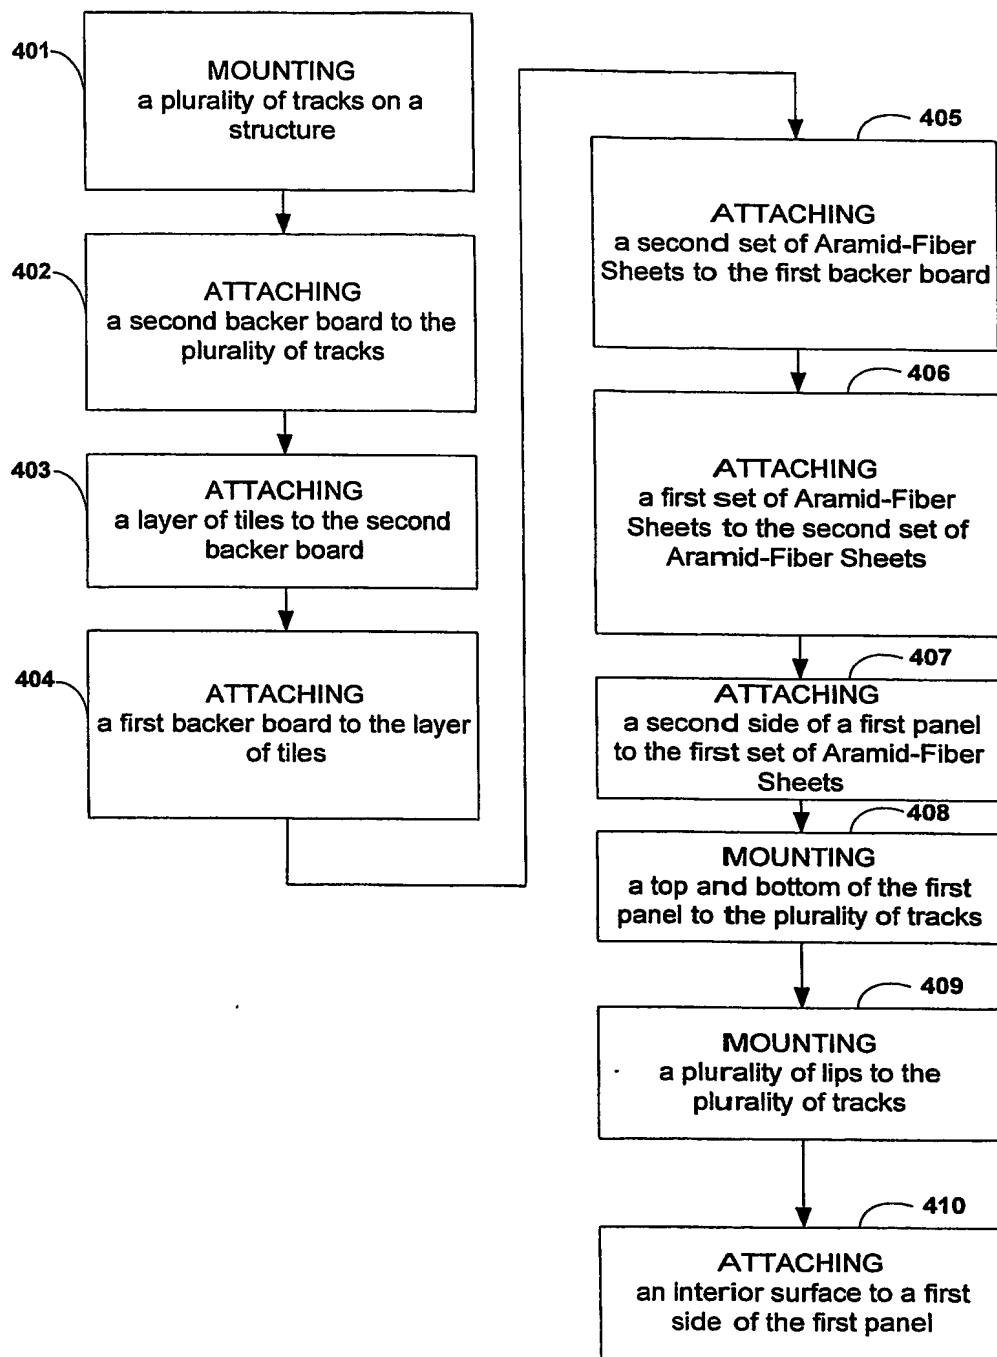 401
MOUNTING
a plurality of tracks on a
structure
402
ATTACHING
a second backer board to the
plurality of tracks
403
ATTACHING
a layer of tiles to the second
backer board
404
ATTACHING
a first backer board to the layer
of tiles
405
ATTACHING
a second set of Aramid-Fiber
Sheets to the first backer board
406
ATTACHING
a first set of Aramid-Fiber
Sheets to the second set of
Aramid-Fiber Sheets
407
ATTACHING
a second side of a first panel
to the first set of Aramid-Fiber
Sheets
408
MOUNTING
a top and bottom of the first
panel to the plurality of tracks
409
MOUNTING
a plurality of lips to the
plurality of tracks
410
ATTACHING
an interior surface to a first
side of the first panel